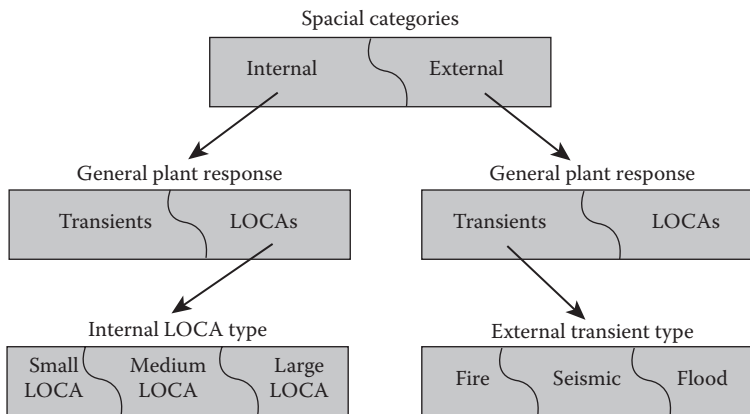 Spacial categories
Internal External
General plant response General plant response
Transients LOCAs Transients LOCAs
Internal LOCA type External transient type
Small Medium Large
LOCA LOCA LOCA
Fire Seismic Flood